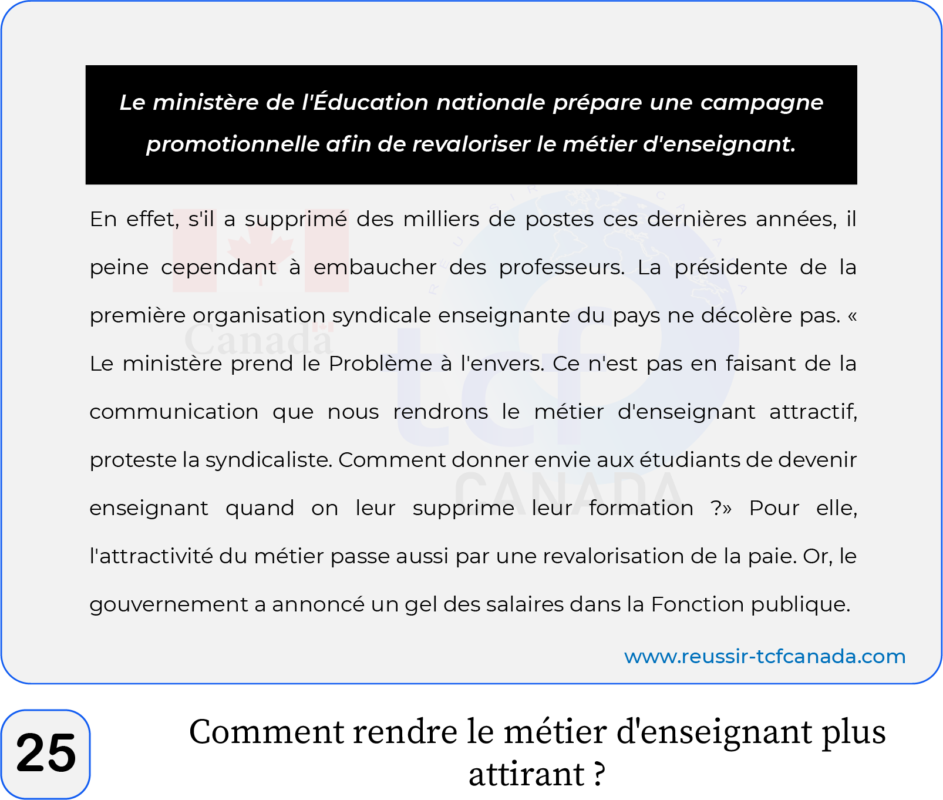 Le ministère de l'Éducation nationale prépare une campagne
promotionnelle afin de revaloriser le métier d'enseignant.
En effet, s'il a supprimé des milliers de postes ces dernières années, il
peine cependant à embaucher des professeurs. La présidente de la
première organisation syndicale enseignante du pays ne décolère pas. «
Le ministère prend le Problème à l'envers. Ce n'est pas en faisant de la
communication que nous rendrons le métier d'enseignant attractif,
proteste la syndicaliste. Comment donner envie aux étudiants de devenir
enseignant quand on leur supprime leur formation ?» Pour elle,
l'attractivité du métier passe aussi par une revalorisation de la paie. Or, le
gouvernement a annoncé un gel des salaires dans la Fonction publique.
Canada
tcf
CANADA
www.reussir-tcfcanada.com
25
Comment rendre le métier d'enseignant plus
attirant ?